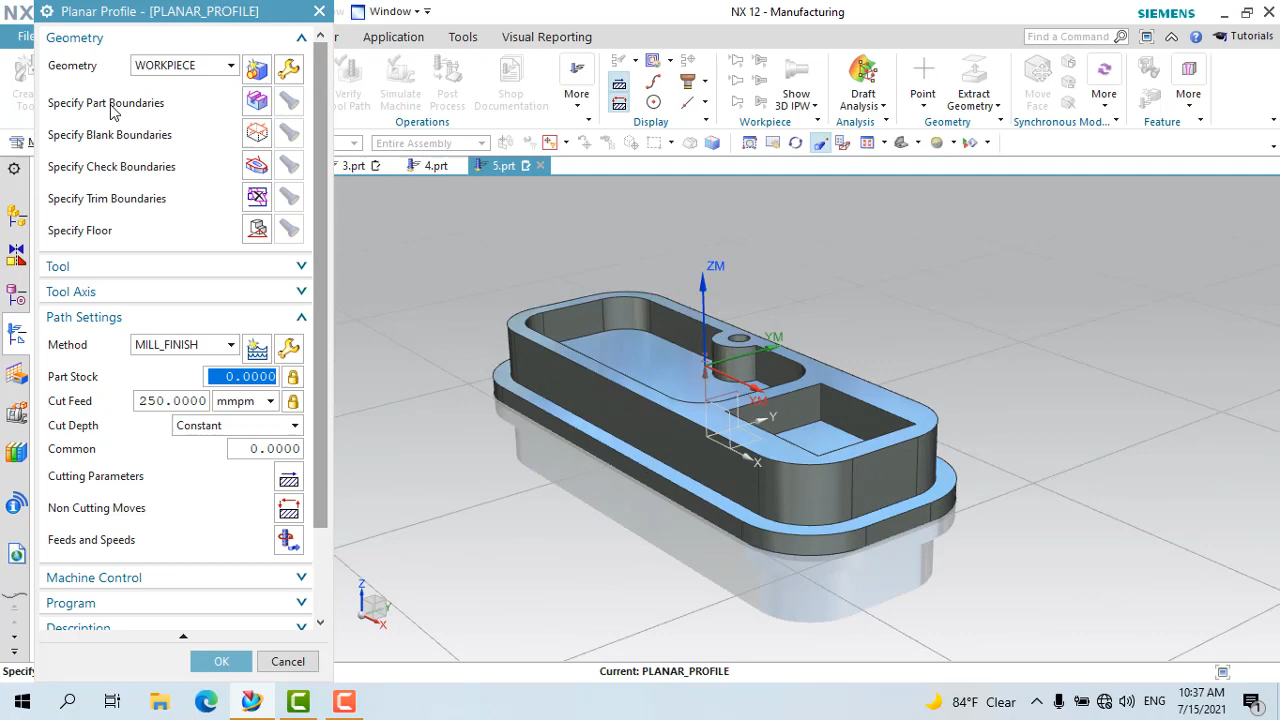 NX
Planar Profile - [PLANAR_PROFILE]
Window
NX 12 - Manufacturing
SIEMENS
File
Application
Tools
Visual Reporting
Find a Command
Tutorials
Geometry
Geometry
WORKPIECE
Specify Part Boundaries
Specify Blank Boundaries
Specify Check Boundaries
Specify Trim Boundaries
Specify Floor
Tool
Tool Axis
Path Settings
Method
MILL_FINISH
Part Stock
0.0000
Cut Feed
250.0000
mmpm
Cut Depth
Constant
Common
0.0000
Cutting Parameters
Non Cutting Moves
Feeds and Speeds
Machine Control
Program
Description
OK
Cancel
Verify Tool Path
Simulate Machine
Post Process
Shop Documentation
More
Operations
Display
Show 3D IPW
Workpiece
Draft Analysis
Analysis
Point
Extract Geometry
Geometry
Move Face
More
Synchronous Mod...
More
Feature
Entire Assembly
3.prt
4.prt
5.prt
ZM
YM
XM
Y
X
Z
Y
X
Current: PLANAR_PROFILE
84°F Clear
ENG
10:37 AM
7/15/2021
1